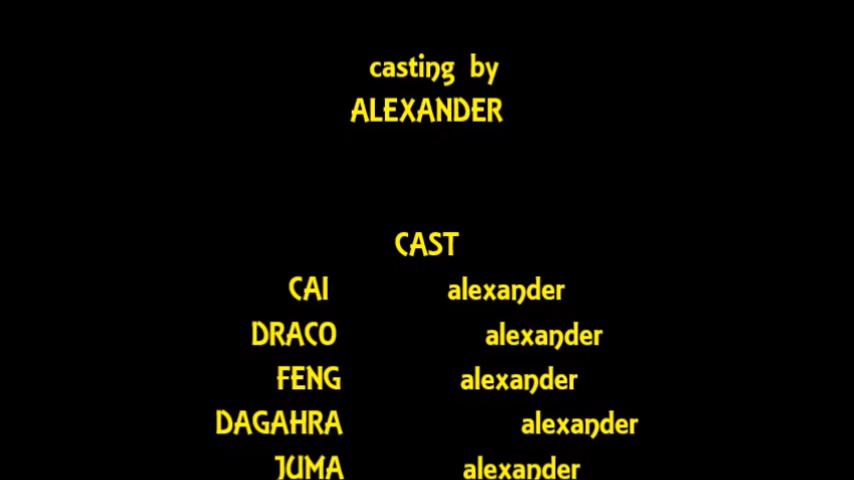 casting by
ALEXANDER
CAST
CAI alexander
DRACO alexander
FENG alexander
DAGAHRA alexander
JUMA alexander